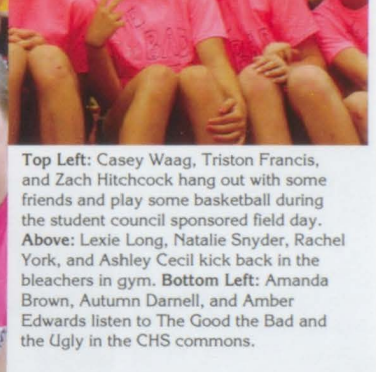 BAD
Top Left: Casey Waag, Triston Francis,
and Zach Hitchcock hang out with some
friends and play some basketball during
the student council sponsored field day.
Above: Lexie Long, Natalie Snyder, Rachel
York, and Ashley Cecil kick back in the
bleachers in gym. Bottom Left: Amanda
Brown, Autumn Darnell, and Amber
Edwards listen to The Good the Bad and
the Ugly in the CHS commons.